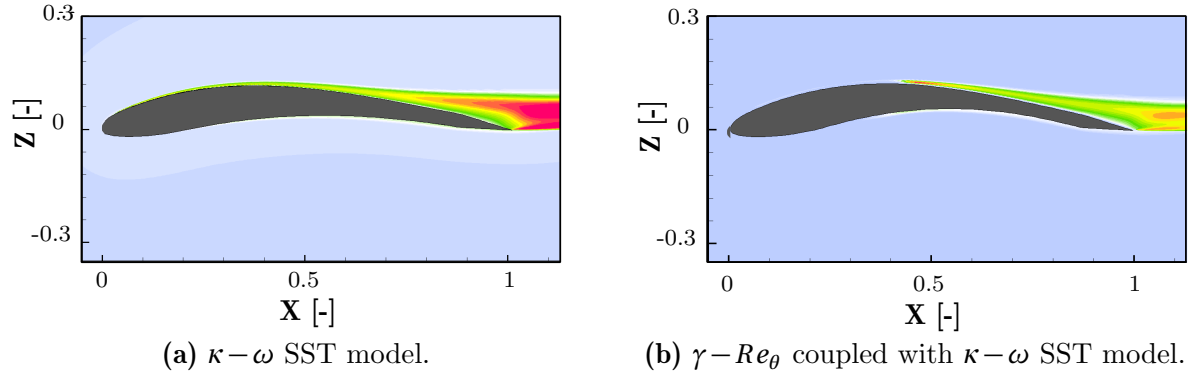 0.3
0
-0.3
Z [-]
0
0.5
1
X [-]
(a) κ−ω SST model.
0.3
0
-0.3
Z [-]
0
0.5
1
X [-]
(b) γ−Reθ coupled with κ−ω SST model.